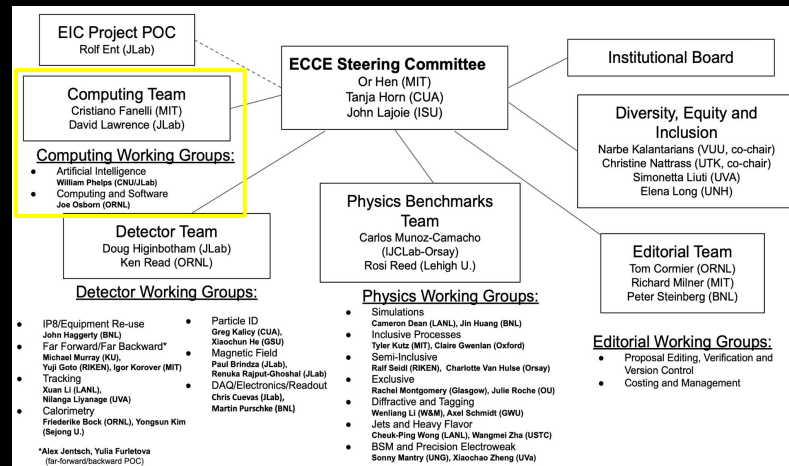 EIC Project POC
Rolf Ent (JLab)
ECCE Steering Committee
Or Hen (MIT)
Tanja Horn (CUA)
John Lajoie (ISU)
Institutional Board
Computing Team
Cristiano Fanelli (MIT)
David Lawrence (JLab)
Computing Working Groups:
● Artificial Intelligence
William Phelps (CNU/JLab)
● Computing and Software
Joe Osborn (ORNL)
Diversity, Equity and
Inclusion
Narbe Kalantarians (VUU, co-chair)
Christine Nattrass (UTK, co-chair)
Simonetta Liuti (UVA)
Elena Long (UNH)
Detector Team
Doug Higinbotham (JLab)
Ken Read (ORNL)
Physics Benchmarks
Team
Carlos Munoz-Camacho
(IJCLab-Orsay)
Rosi Reed (Lehigh U.)
Editorial Team
Tom Cormier (ORNL)
Richard Milner (MIT)
Peter Steinberg (BNL)
Detector Working Groups:
● IP8/Equipment Re-use
John Haggerty (BNL)
● Far Forward/Far Backward*
Michael Murray (KU),
Yuji Goto (RIKEN), Igor Korover (MIT)
● Tracking
Xuan Li (LANL),
Nilanga Liyanage (UVA)
● Calorimetry
Friederike Bock (ORNL), Yongsun Kim
(Sejong U.)
*Alex Jentsch, Yulia Furletova
(far-forward/backward POC)
● Particle ID
Greg Kalicy (CUA),
Xiaochun He (GSU)
● Magnetic Field
Paul Brindza (JLab),
Renuka Rajput-Ghoshal (JLab)
● DAQ/Electronics/Readout
Chris Cuevas (JLab),
Martin Purschke (BNL)
Physics Working Groups:
● Simulations
Cameron Dean (LANL), Jin Huang (BNL)
● Inclusive Processes
Tyler Kutz (MIT), Claire Gwenlan (Oxford)
● Semi-Inclusive
Ralf Seidl (RIKEN), Charlotte Van Hulse (Orsay)
● Exclusive
Rachel Montgomery (Glasgow), Julie Roche (OU)
● Diffractive and Tagging
Wenliang Li (W&M), Axel Schmidt (GWU)
● Jets and Heavy Flavor
Cheuk-Ping Wong (LANL), Wangmei Zha (USTC)
● BSM and Precision Electroweak
Sonny Mantry (UNG), Xiaochao Zheng (UVa)
Editorial Working Groups:
● Proposal Editing, Verification and
Version Control
● Costing and Management